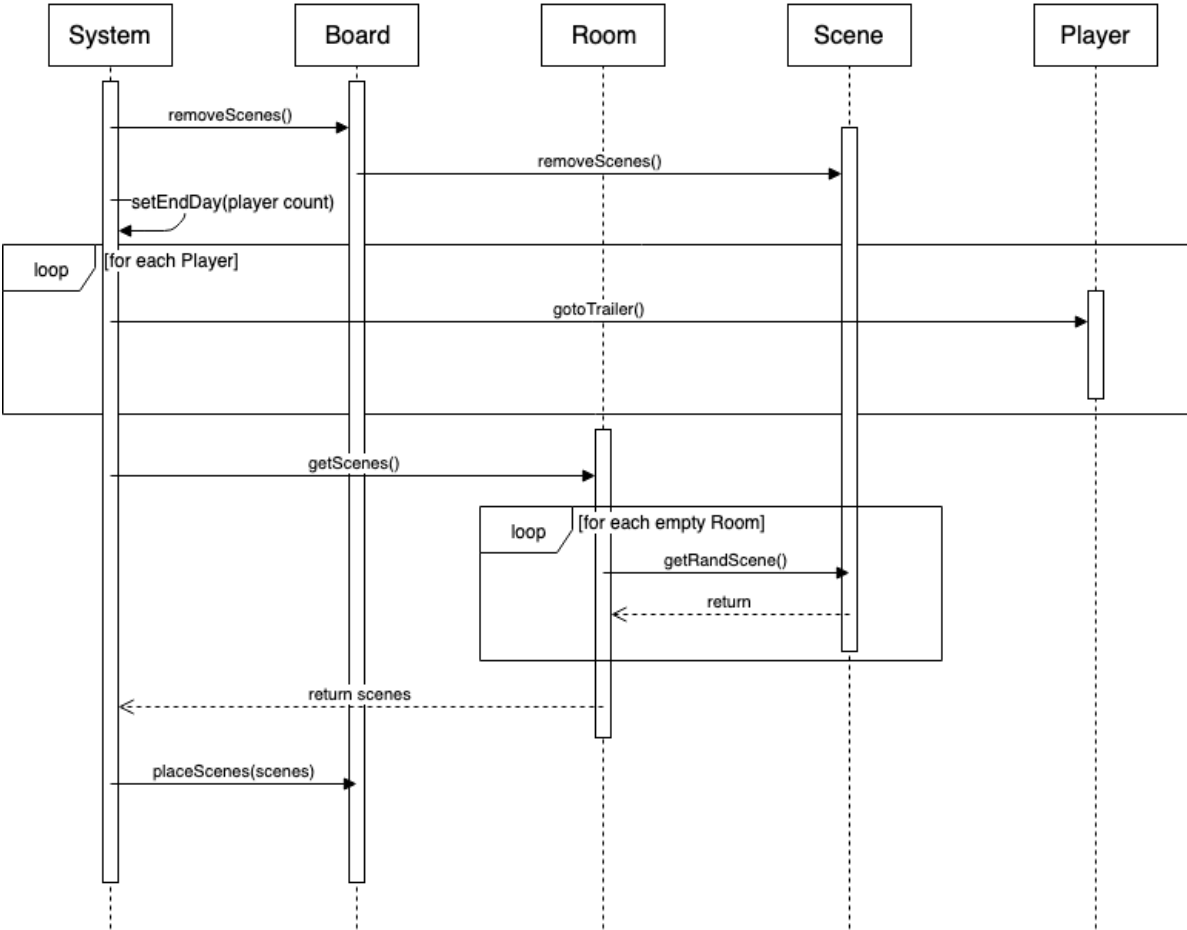 System
Board
Room
Scene
Player
removeScenes()
removeScenes()
setEndDay(player count)
loop
[for each Player]
gotoTrailer()
getScenes()
loop
[for each empty Room]
getRandScene()
return
return scenes
placeScenes(scenes)